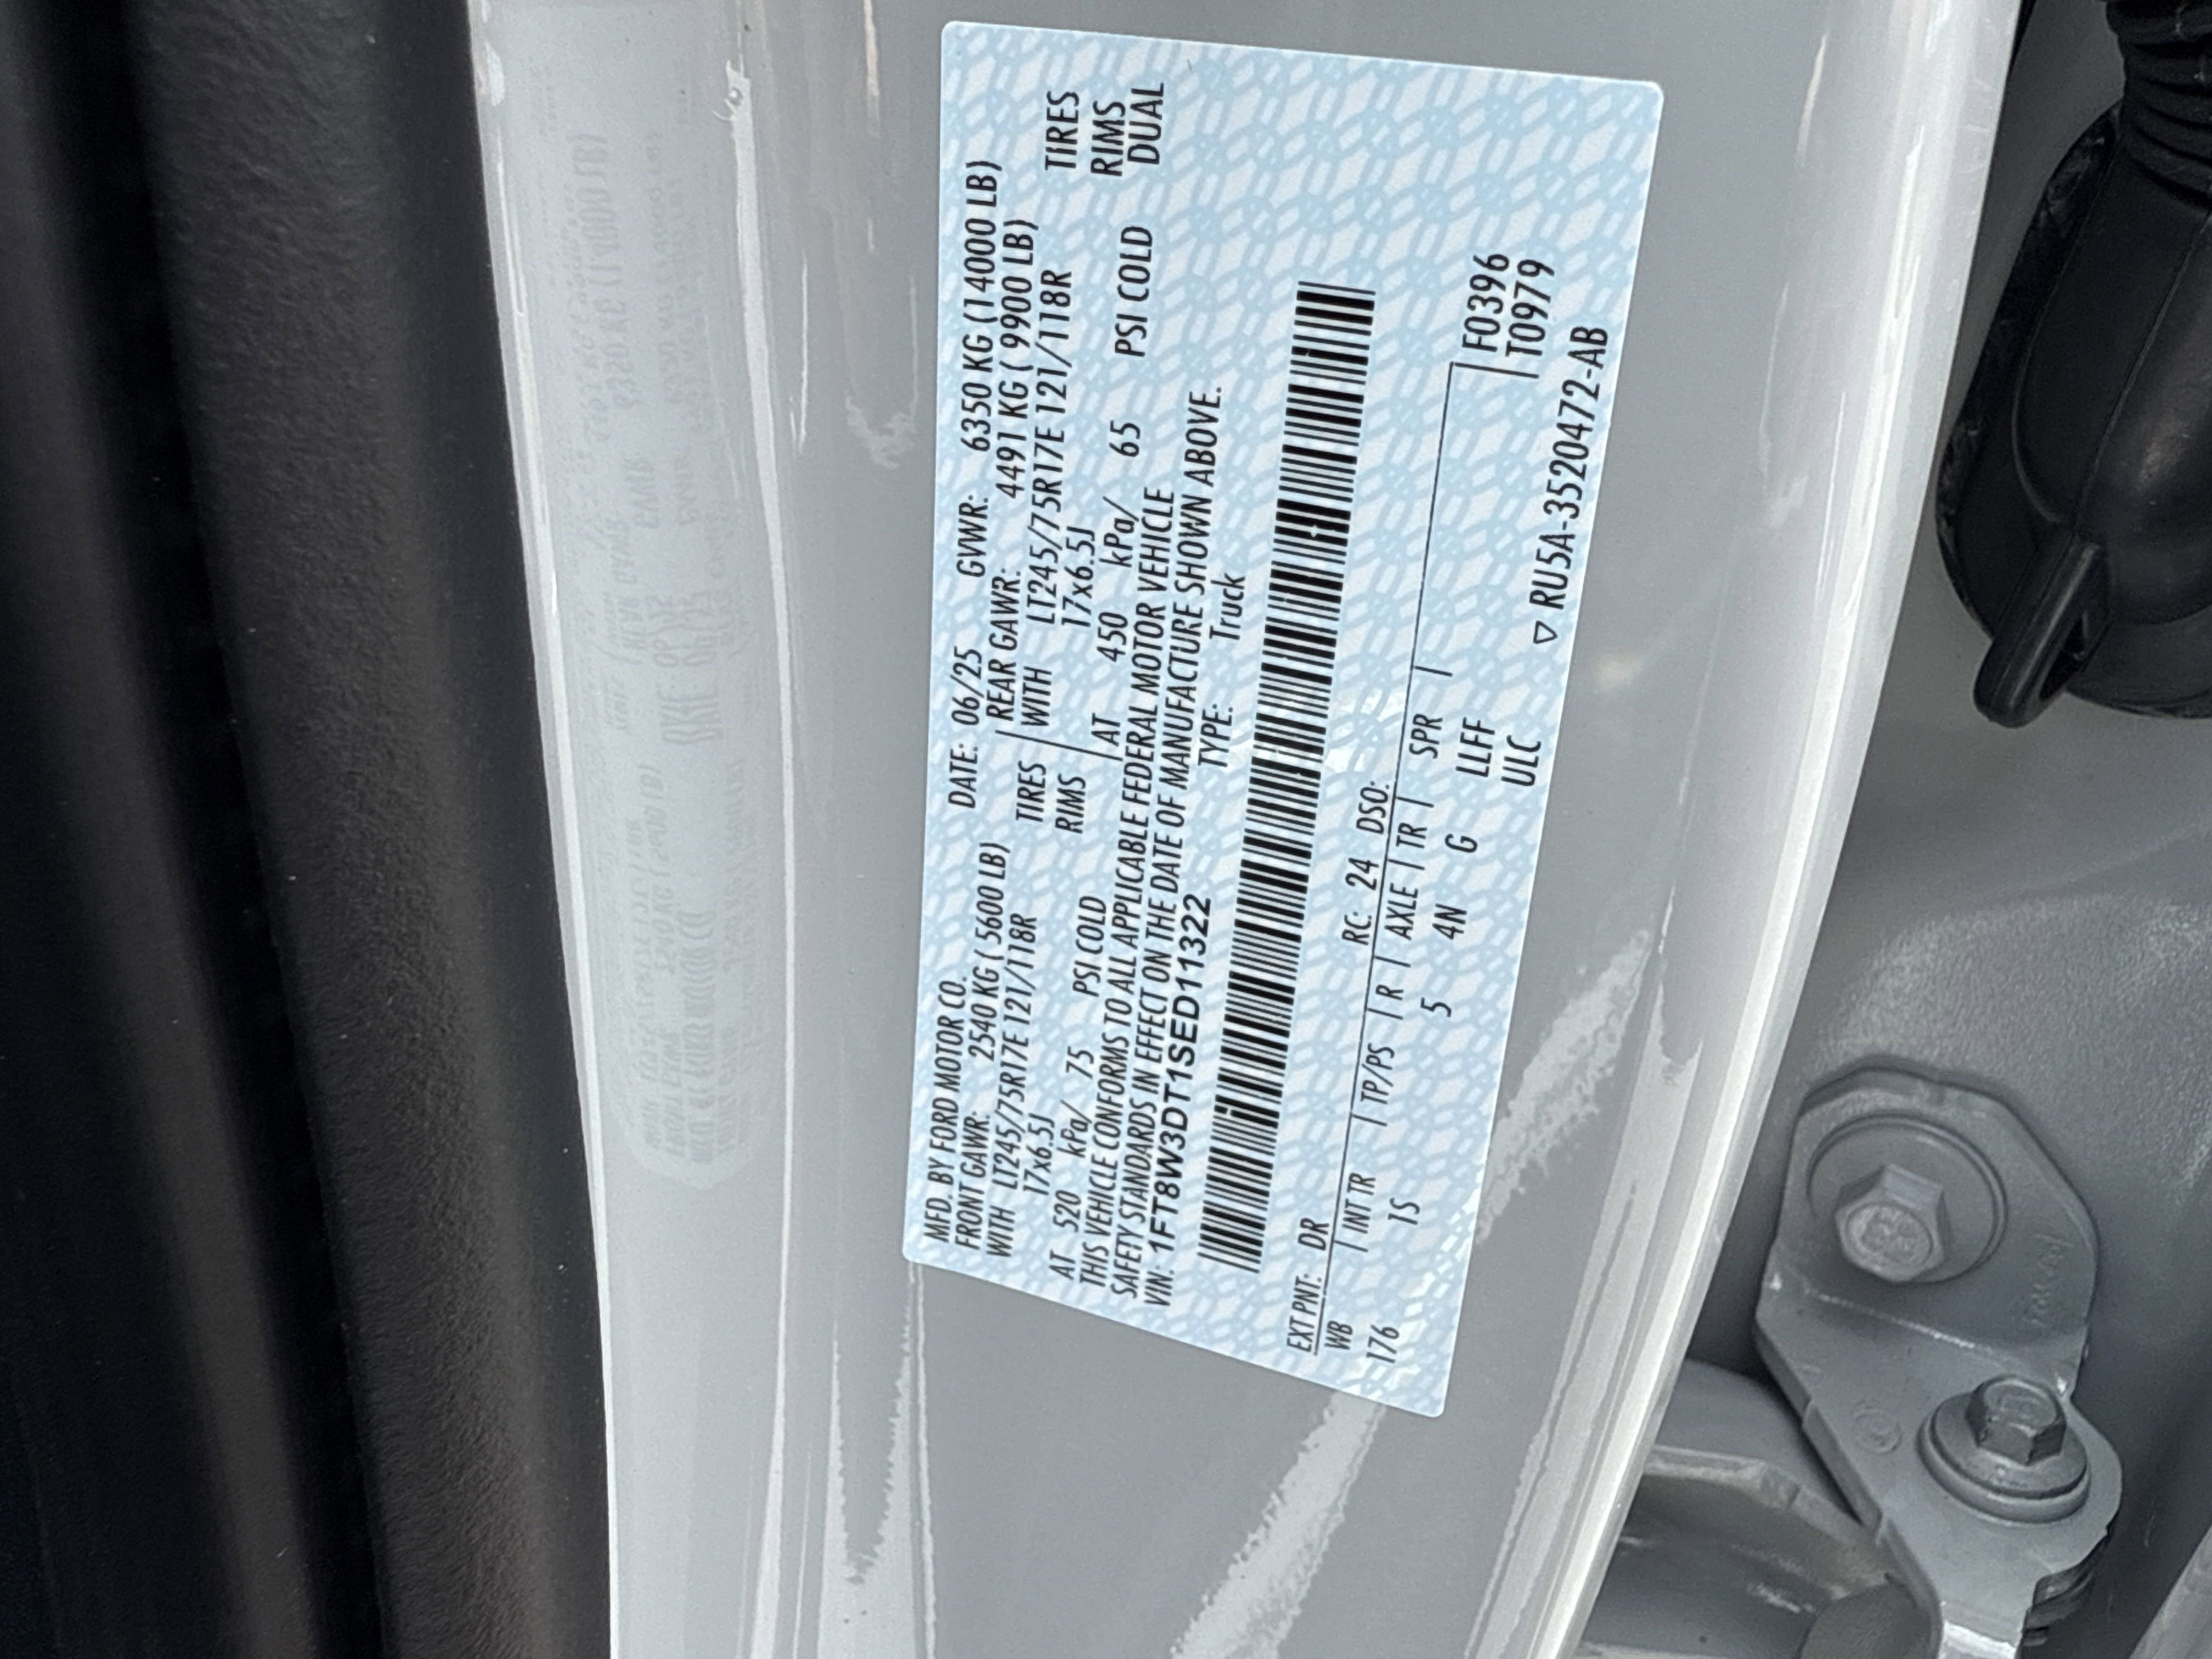 MFD. BY FORD MOTOR CO. DATE: 06/25 GVWR: 6350 KG (14000 LB)
FRONT GAWR: 2540 KG ( 5600 LB) REAR GAWR: 4491 KG ( 9900 LB)
WITH LT245/75R17E 121/118R TIRES WITH LT245/75R17E 121/118R TIRES
17x6.5J RIMS 17x6.5J RIMS
AT 520 kPa/ 75 PSI COLD AT 450 kPa/ 65 PSI COLD DUAL
THIS VEHICLE CONFORMS TO ALL APPLICABLE FEDERAL MOTOR VEHICLE
SAFETY STANDARDS IN EFFECT ON THE DATE OF MANUFACTURE SHOWN ABOVE.
VIN: 1FT8W3DT1SED11322 TYPE: Truck
EXT PNT: DR RC: 24 DSO:
WB | INT TR | TP/PS | R | AXLE | TR | SPR |
176 1S 5 4N G LLFF F0396
ULC T0979
▽ RU5A-3520472-AB